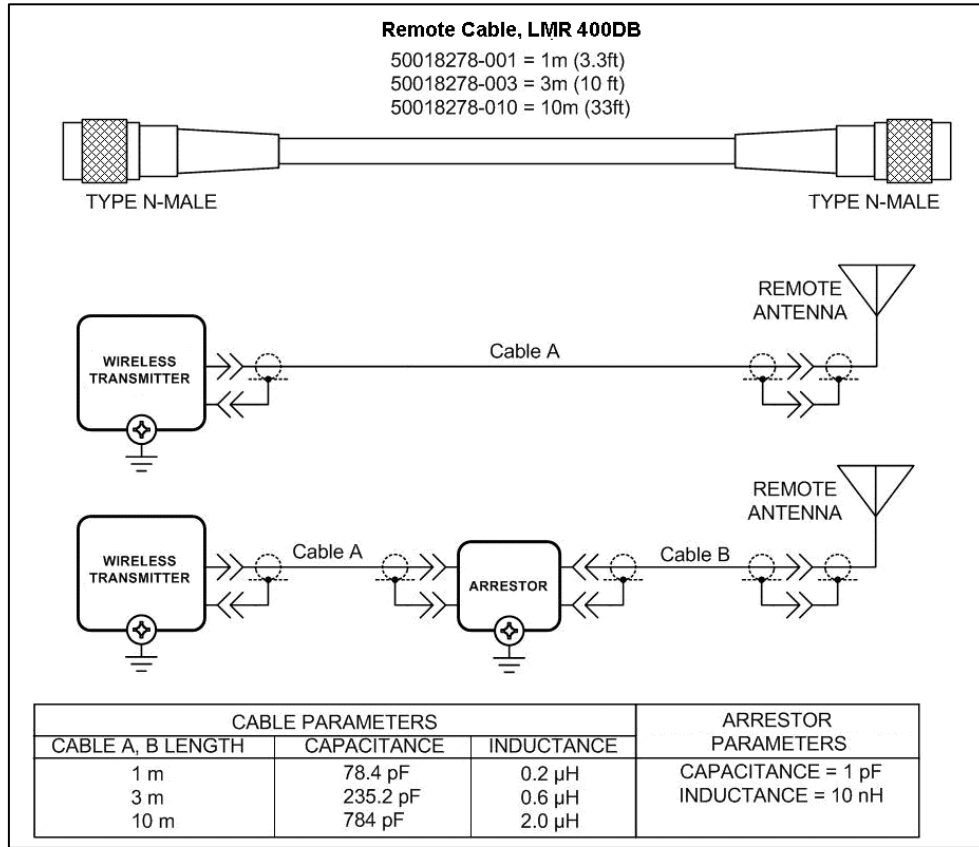 Remote Cable, LMR 400DB
50018278-001 = 1m (3.3ft)
50018278-003 = 3m (10 ft)
50018278-010 = 10m (33ft)
TYPE N-MALE
TYPE N-MALE
REMOTE
ANTENNA
WIRELESS
TRANSMITTER
Cable A
REMOTE
ANTENNA
WIRELESS
TRANSMITTER
Cable A
ARRESTOR
Cable B
CABLE PARAMETERS
ARRESTOR
PARAMETERS
CABLE A, B LENGTH CAPACITANCE INDUCTANCE
1 m 78.4 pF 0.2 µH CAPACITANCE = 1 pF
3 m 235.2 pF 0.6 µH INDUCTANCE = 10 nH
10 m 784 pF 2.0 µH